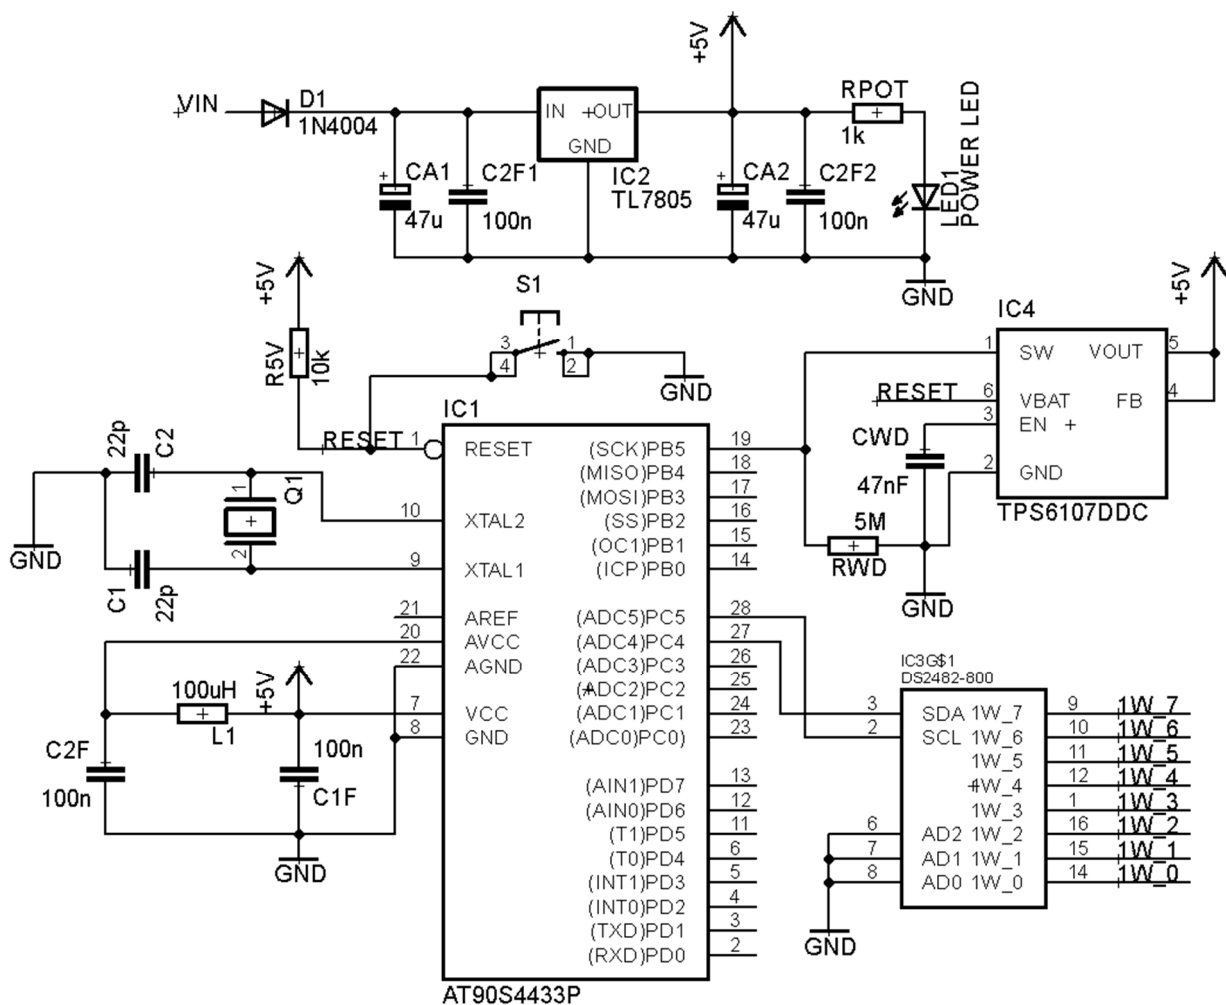 +5V
VIN
D1
1N4004
IN +OUT
GND
IC2
TL7805
CA1
47u
C2F1
100n
CA2
47u
C2F2
100n
RPOT
1k
LED1
POWER LED
GND
+5V
R5V
10k
S1
3
4
1
2
GND
IC4
1 SW VOUT 5
RESET 6 VBAT FB 4
3 EN +
2 GND
TPS6107DDC
+5V
CWD
47nF
5M
RWD
GND
IC1
RESET 1 RESET (SCK)PB5 19
(MISO)PB4 18
(MOSI)PB3 17
10 XTAL2 (SS)PB2 16
(OC1)PB1 15
9 XTAL1 (ICP)PB0 14
21 AREF (ADC5)PC5 28
20 AVCC (ADC4)PC4 27
22 AGND (ADC3)PC3 26
(ADC2)PC2 25
7 VCC (ADC1)PC1 24
8 GND (ADC0)PC0) 23
(AIN1)PD7 13
(AIN0)PD6 12
(T1)PD5 11
(T0)PD4 6
(INT1)PD3 5
(INT0)PD2 4
(TXD)PD1 3
(RXD)PD0 2
AT90S4433P
22p
C2
1
Q1
2
C1
22p
GND
100uH
L1
+5V
C2F
100n
100n
C1F
GND
IC3G$1
DS2482-800
3 SDA 1W_7 9 1W_7
2 SCL 1W_6 10 1W_6
1W_5 11 1W_5
1W_4 12 1W_4
1W_3 1 1W_3
6 AD2 1W_2 16 1W_2
7 AD1 1W_1 15 1W_1
8 AD0 1W_0 14 1W_0
GND